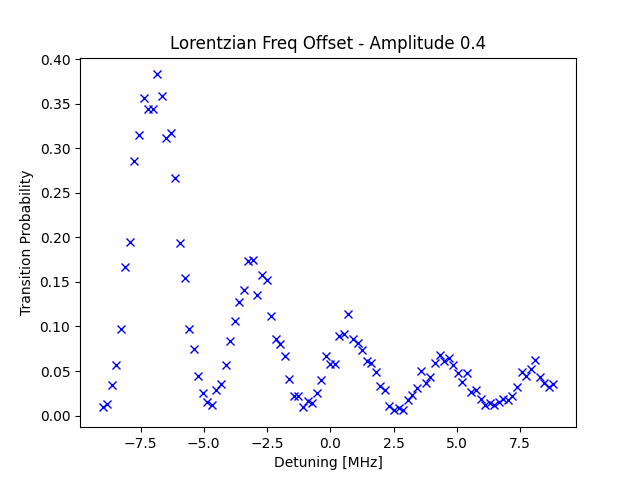 Lorentzian Freq Offset - Amplitude 0.4
Transition Probability
0.40
0.35
0.30
0.25
0.20
0.15
0.10
0.05
0.00
−7.5 −5.0 −2.5 0.0 2.5 5.0 7.5
Detuning [MHz]